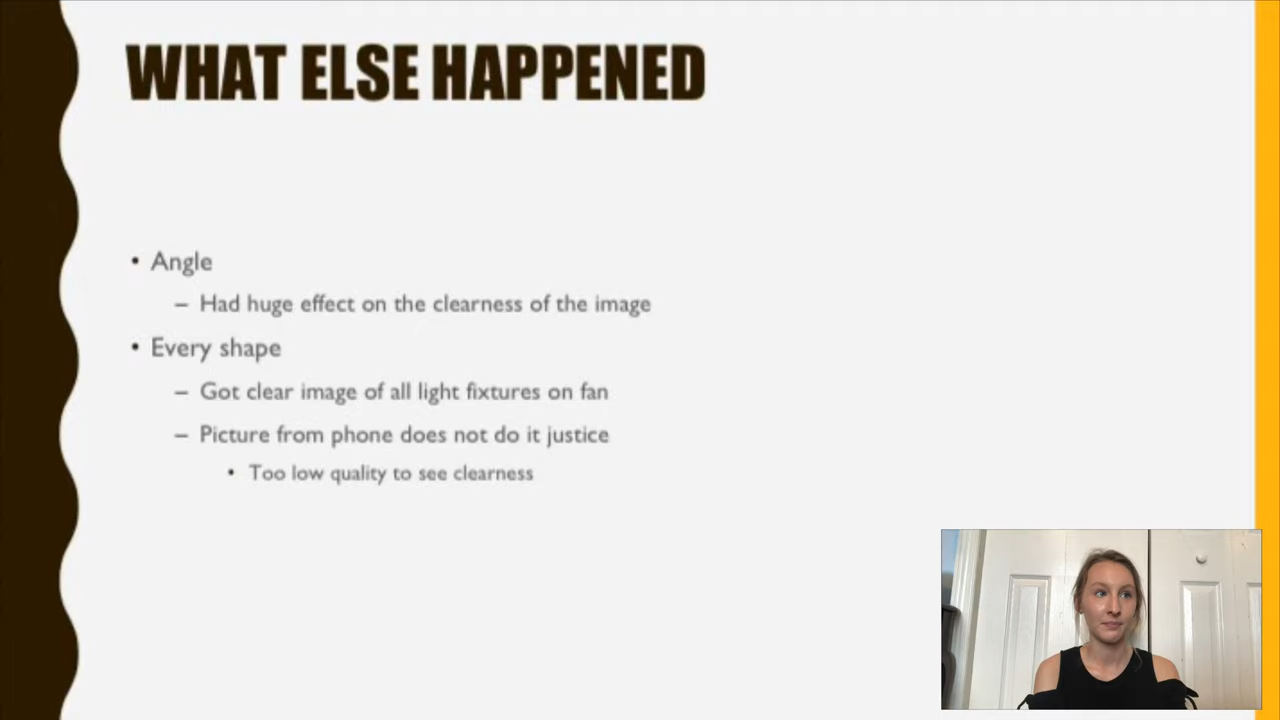 WHAT ELSE HAPPENED
• Angle
– Had huge effect on the clearness of the image
• Every shape
– Got clear image of all light fixtures on fan
– Picture from phone does not do it justice
• Too low quality to see clearness